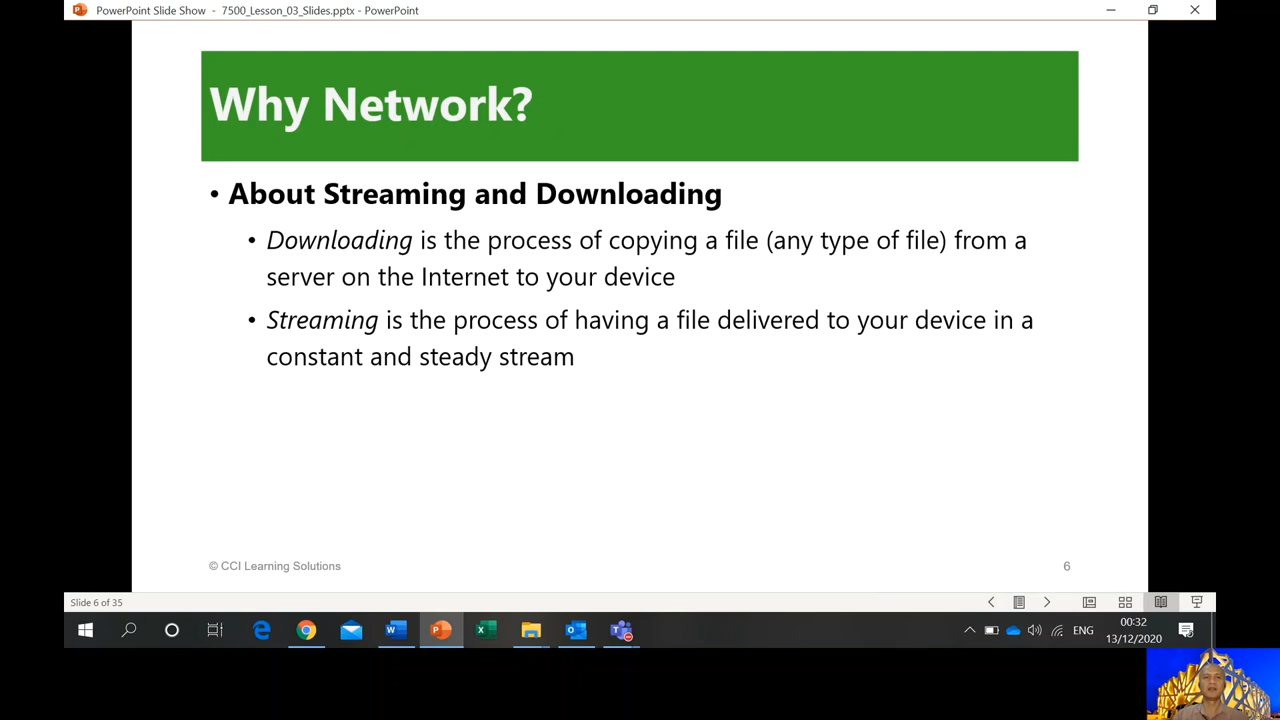 PowerPoint Slide Show - 7500_Lesson_03_Slides.pptx - PowerPoint
Why Network?
• About Streaming and Downloading
• Downloading is the process of copying a file (any type of file) from a
server on the Internet to your device
• Streaming is the process of having a file delivered to your device in a
constant and steady stream
© CCI Learning Solutions
6
Slide 6 of 35
ENG
00:32
13/12/2020